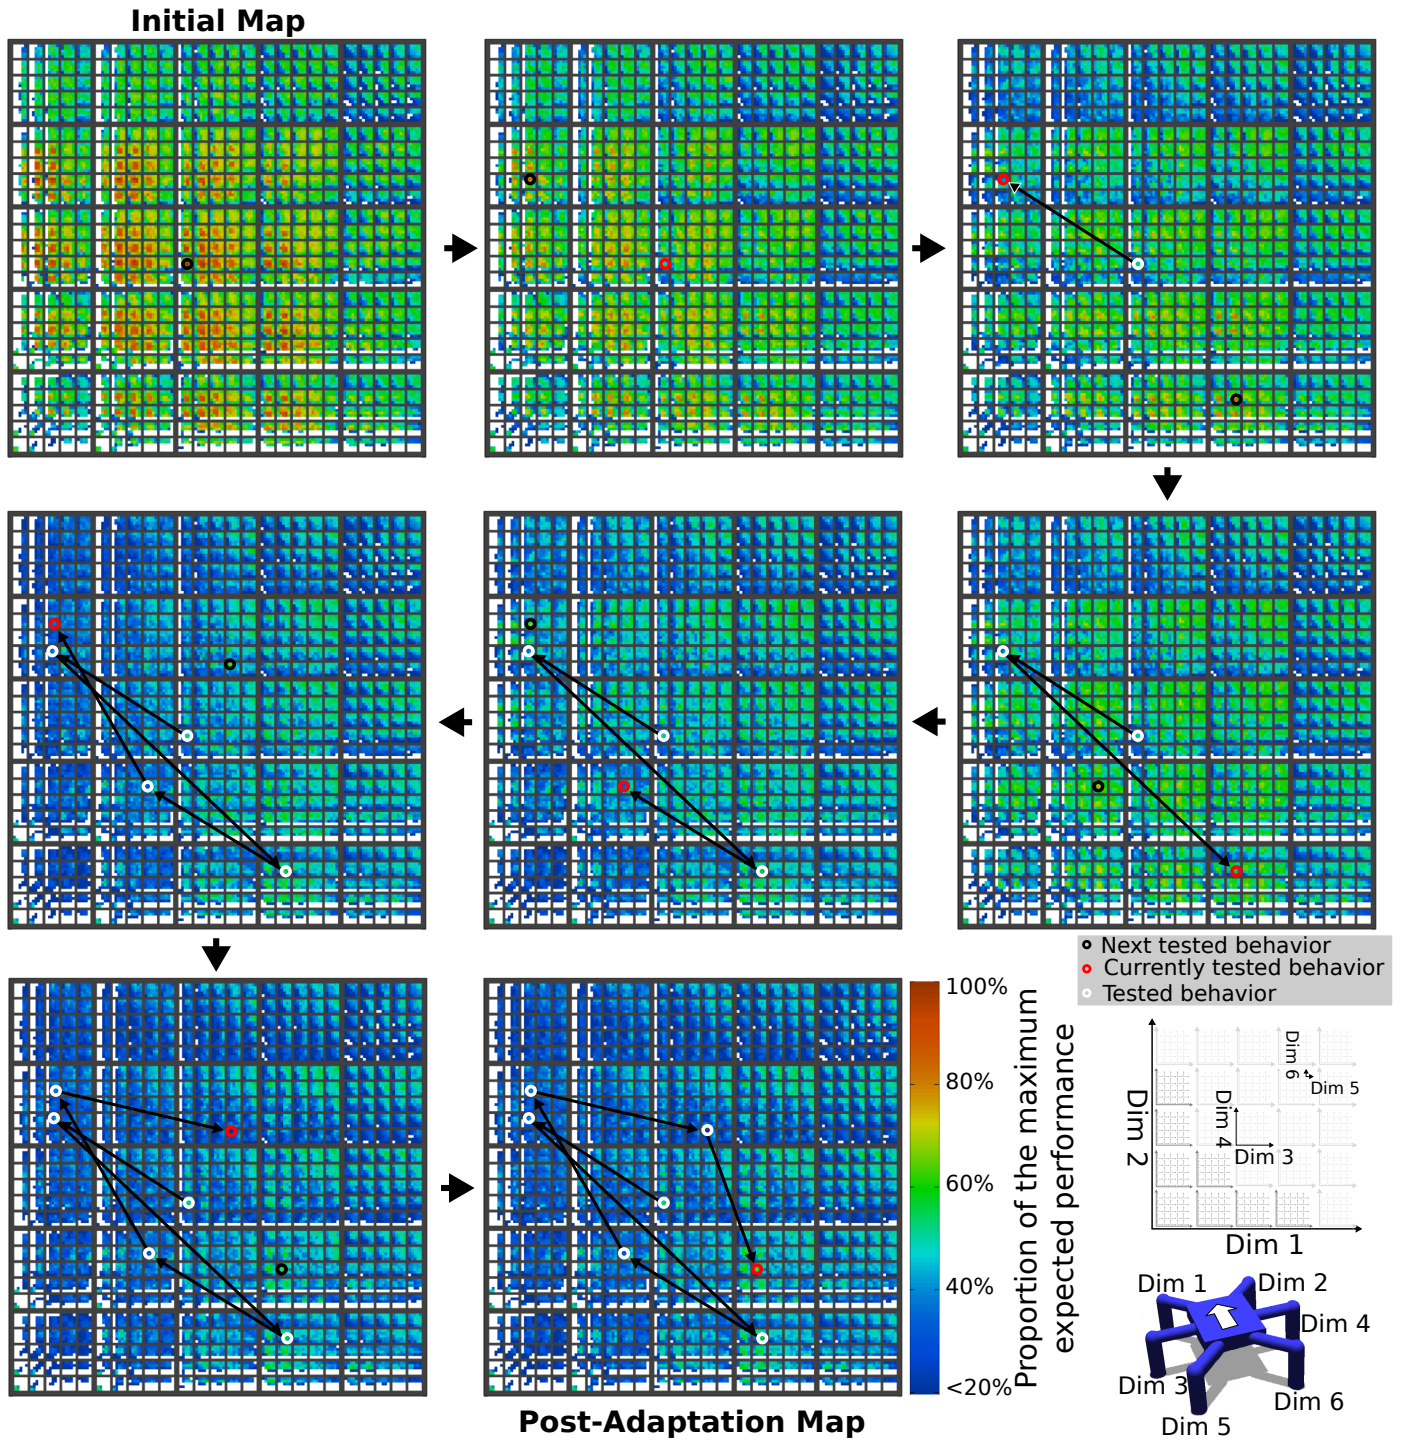 Initial Map
Next tested behavior
Currently tested behavior
Tested behavior
100%
80%
60%
40%
<20%
Proportion of the maximum
expected performance
Dim 2
Dim 6
Dim 5
Dim 4
Dim 3
Dim 1
Dim 1
Dim 2
Dim 4
Dim 3
Dim 6
Dim 5
Post-Adaptation Map